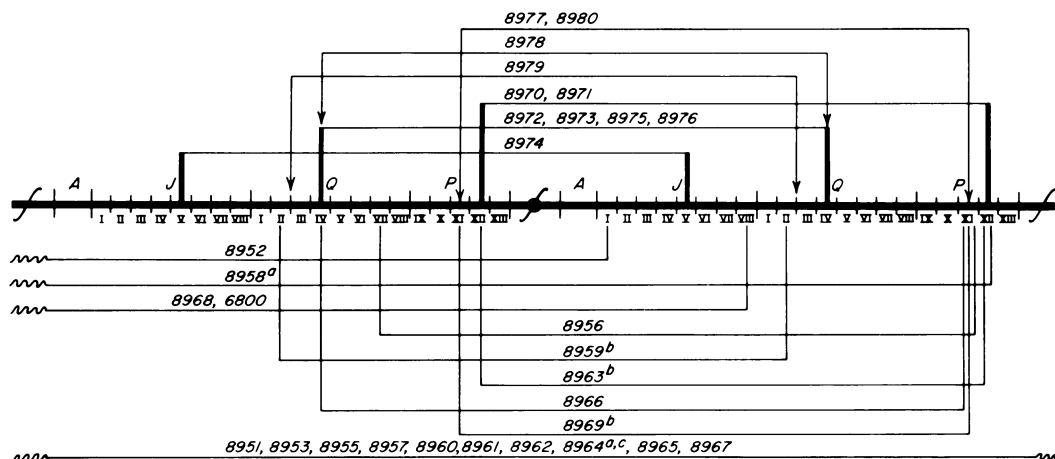 8977, 8980
8978
8979
8970, 8971
8972, 8973, 8975, 8976
8974
A J Q P A J Q P
I II III IV V VI VII VIII I II III IV V VI VII VIII IX X XI XII XIII I II III IV V VI VII VIII I II III IV V VI VII VIII IX X XI XII XIII
8952
8958a
8968, 6800
8956
8959b
8963b
8966
8969b
8951, 8953, 8955, 8957, 8960, 8961, 8962, 8964a,c, 8965, 8967